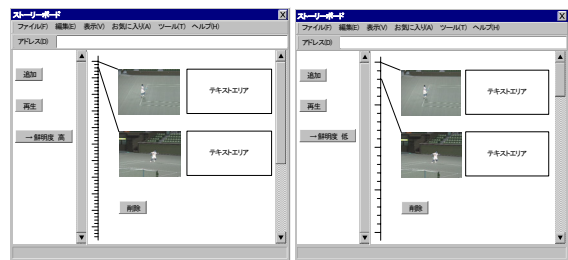 ストーリーボード
ファイル(F) 編集(E) 表示(V) お気に入り(A) ツール(T) ヘルプ(H)
アドレス(D)
追加
再生
→鮮明度 高
テキストエリア
テキストエリア
削除
ストーリーボード
ファイル(F) 編集(E) 表示(V) お気に入り(A) ツール(T) ヘルプ(H)
アドレス(D)
追加
再生
→鮮明度 低
テキストエリア
テキストエリア
削除